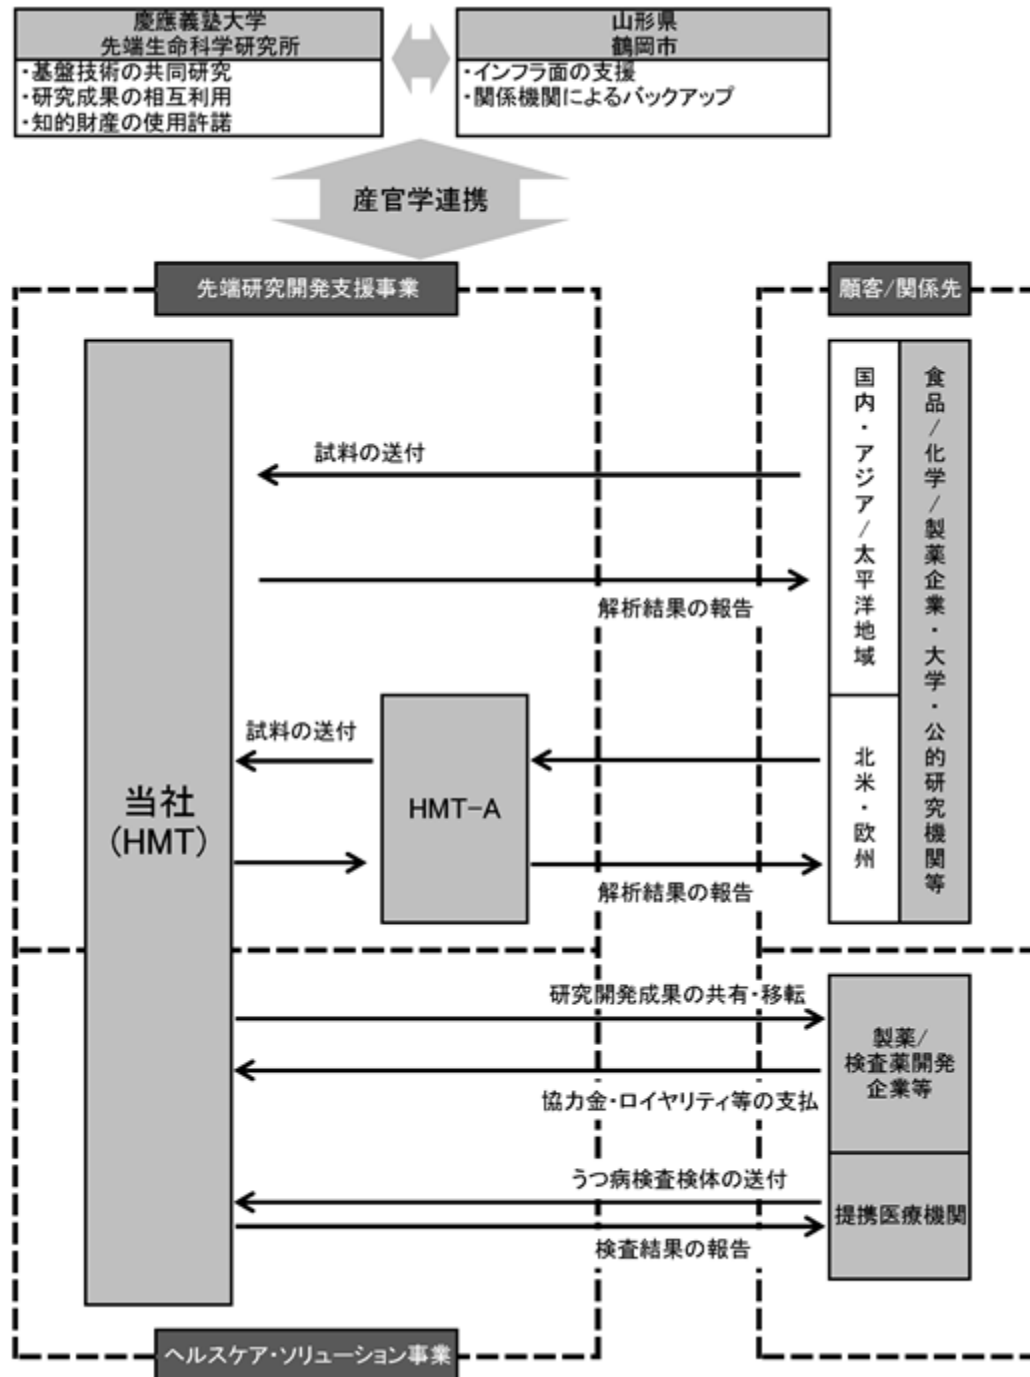 慶應義塾大学
先端生命科学研究所
・基盤技術の共同研究
・研究成果の相互利用
・知的財産の使用許諾
山形県
鶴岡市
・インフラ面の支援
・関係機関によるバックアップ
産官学連携
先端研究開発支援事業
顧客/関係先
当社
(HMT)
試料の送付
解析結果の報告
国内・アジア/太平洋地域
食品/化学/製薬企業・大学・公的研究機関等
試料の送付
HMT-A
北米・欧州
解析結果の報告
研究開発成果の共有・移転
協力金・ロイヤリティ等の支払
製薬/
検査薬開発
企業等
うつ病検査検体の送付
検査結果の報告
提携医療機関
ヘルスケア・ソリューション事業